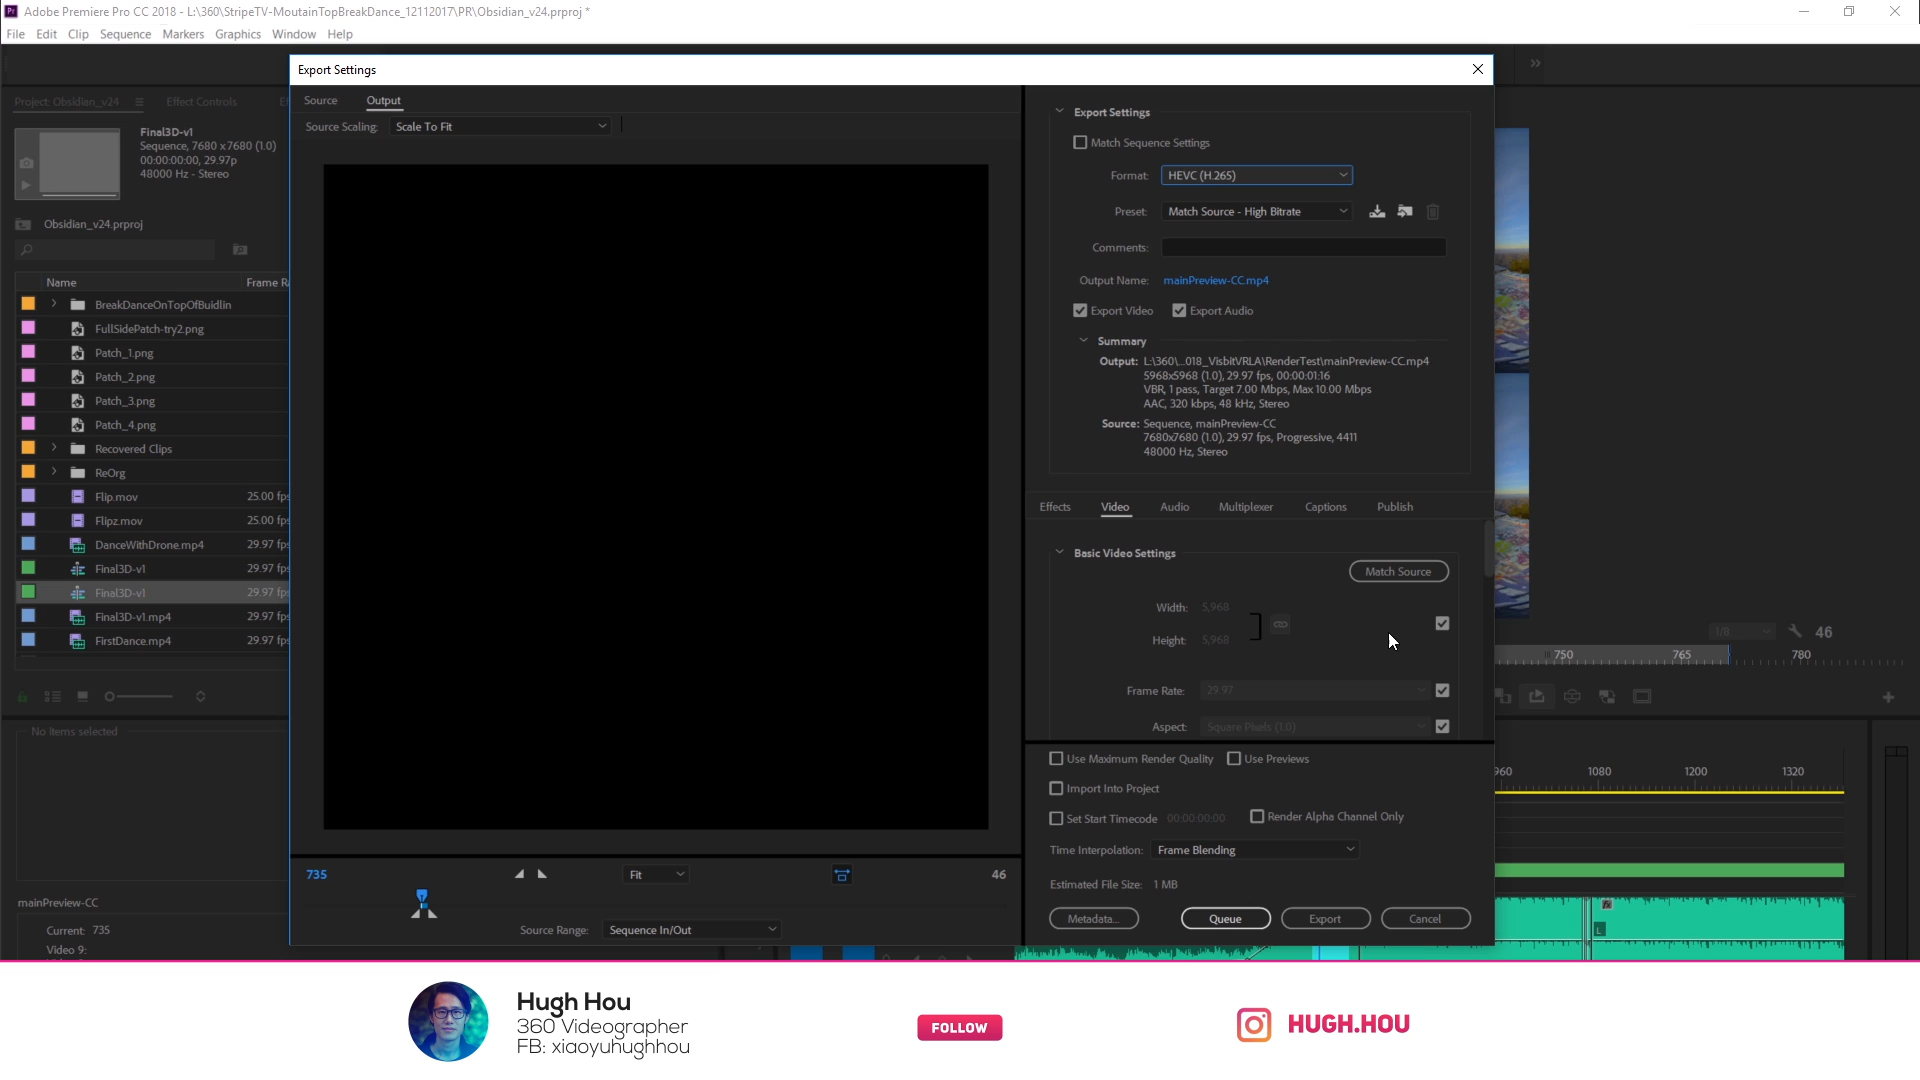 Adobe Premiere Pro CC 2018 - L:\360\StripeTV-MoutainTopBreakDance_12112017\PR\Obsidian_v24.prproj *
File Edit Clip Sequence Markers Graphics Window Help
Export Settings
Project: Obsidian_v24
Effect Controls
Final3D-v1
Sequence, 7680 x 7680 (1.0)
00:00:00:00, 29.97p
48000 Hz - Stereo
Obsidian_v24.prproj
Name Frame R
BreakDanceOnTopOfBuidlin
FullSidePatch-try2.png
Patch_1.png
Patch_2.png
Patch_3.png
Patch_4.png
Recovered Clips
ReOrg
Flip.mov 25.00 fps
Flipz.mov 25.00 fps
DanceWithDrone.mp4 29.97 fps
Final3D-v1 29.97 fps
Final3D-v1 29.97 fps
Final3D-v1.mp4 29.97 fps
FirstDance.mp4 29.97 fps
No items selected
mainPreview-CC
Current: 735
Video 9:
Source Output
Source Scaling: Scale To Fit
735 Fit 46
Source Range: Sequence In/Out
Export Settings
Match Sequence Settings
Format: HEVC (H.265)
Preset: Match Source - High Bitrate
Comments:
Output Name: mainPreview-CC.mp4
Export Video Export Audio
Summary
Output: L:\360\...018_VisbitVRLA\RenderTest\mainPreview-CC.mp4
5968x5968 (1.0), 29.97 fps, 00:00:01:16
VBR, 1 pass, Target 7.00 Mbps, Max 10.00 Mbps
AAC, 320 kbps, 48 kHz, Stereo
Source: Sequence, mainPreview-CC
7680x7680 (1.0), 29.97 fps, Progressive, 4411
48000 Hz, Stereo
Effects Video Audio Multiplexer Captions Publish
Basic Video Settings
Match Source
Width: 5,968
Height: 5,968
Frame Rate: 29.97
Aspect: Square Pixels (1.0)
Use Maximum Render Quality Use Previews
Import Into Project
Set Start Timecode 00:00:00:00 Render Alpha Channel Only
Time Interpolation: Frame Blending
Estimated File Size: 1 MB
Metadata... Queue Export Cancel
1/8 46
750 765 780
960 1080 1200 1320
fx
L
Hugh Hou
360 Videographer
FB: xiaoyuhughhou
FOLLOW
HUGH.HOU